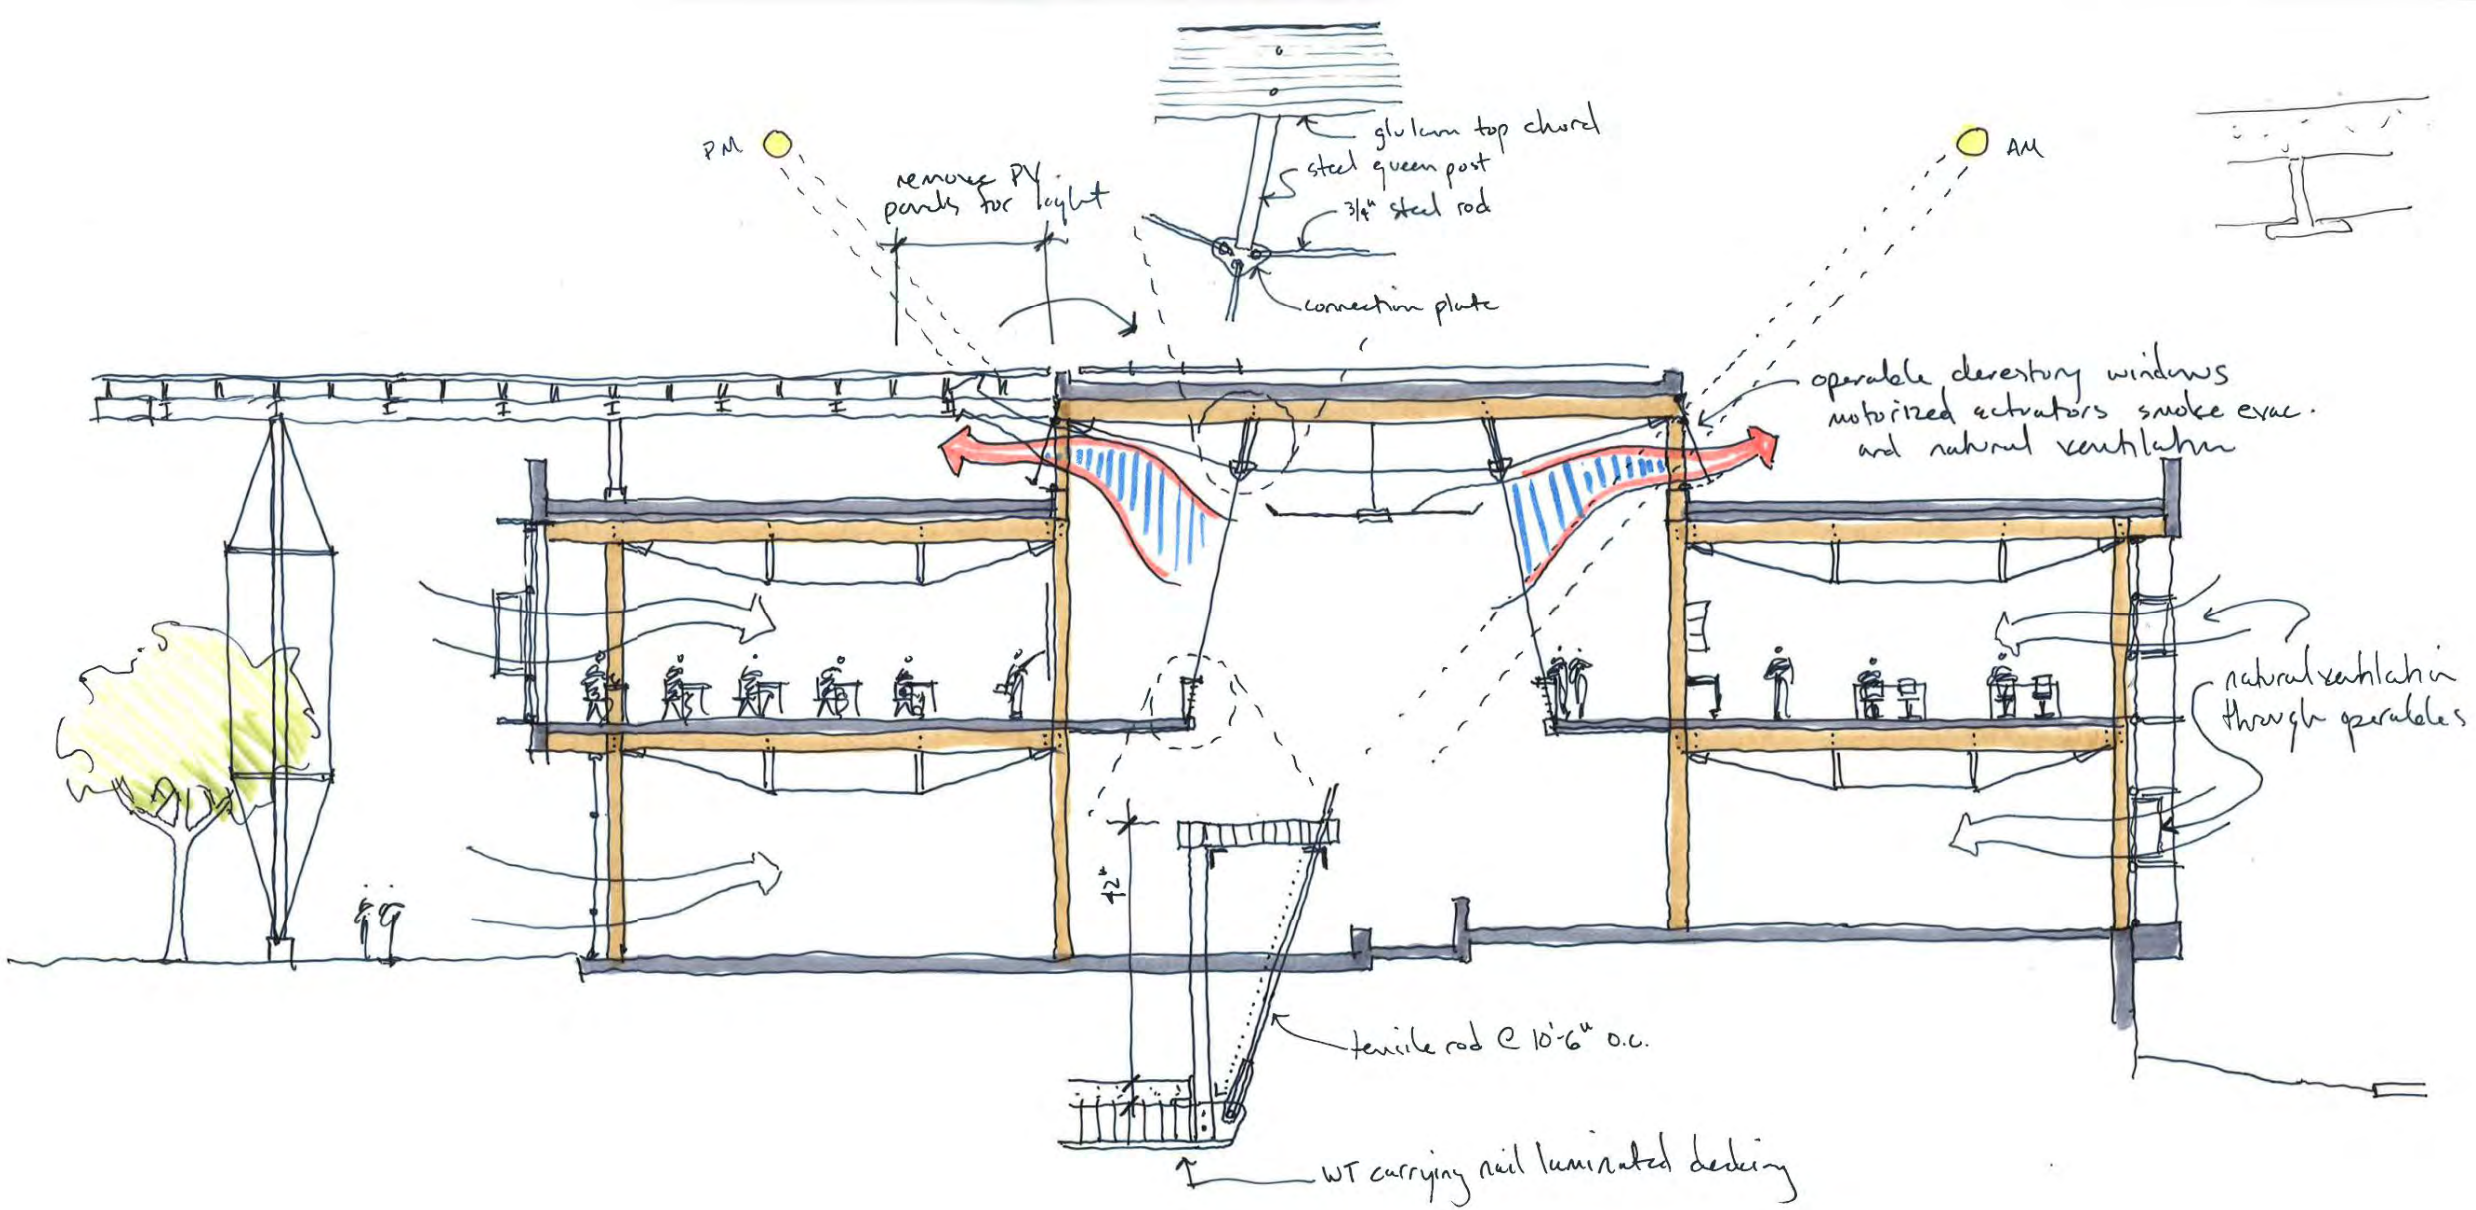 PM
remove PV
panels for light
glulam top chord
steel queen post
3/4" steel rod
connection plate
AM
operable clerestory windows
motorized actuators smoke evac.
and natural ventilation
natural ventilation
through operables
42"
tensile rod @ 10'-6" o.c.
WT carrying nail laminated decking